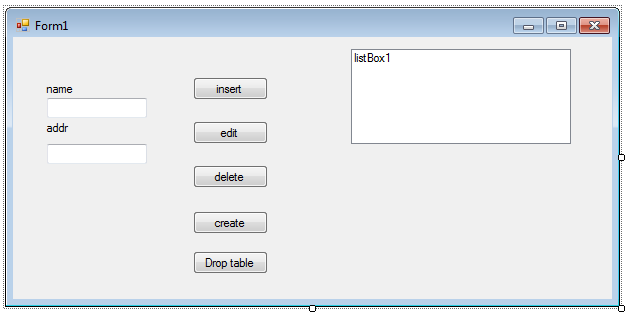 Form1
name
addr
insert
edit
delete
create
Drop table
listBox1